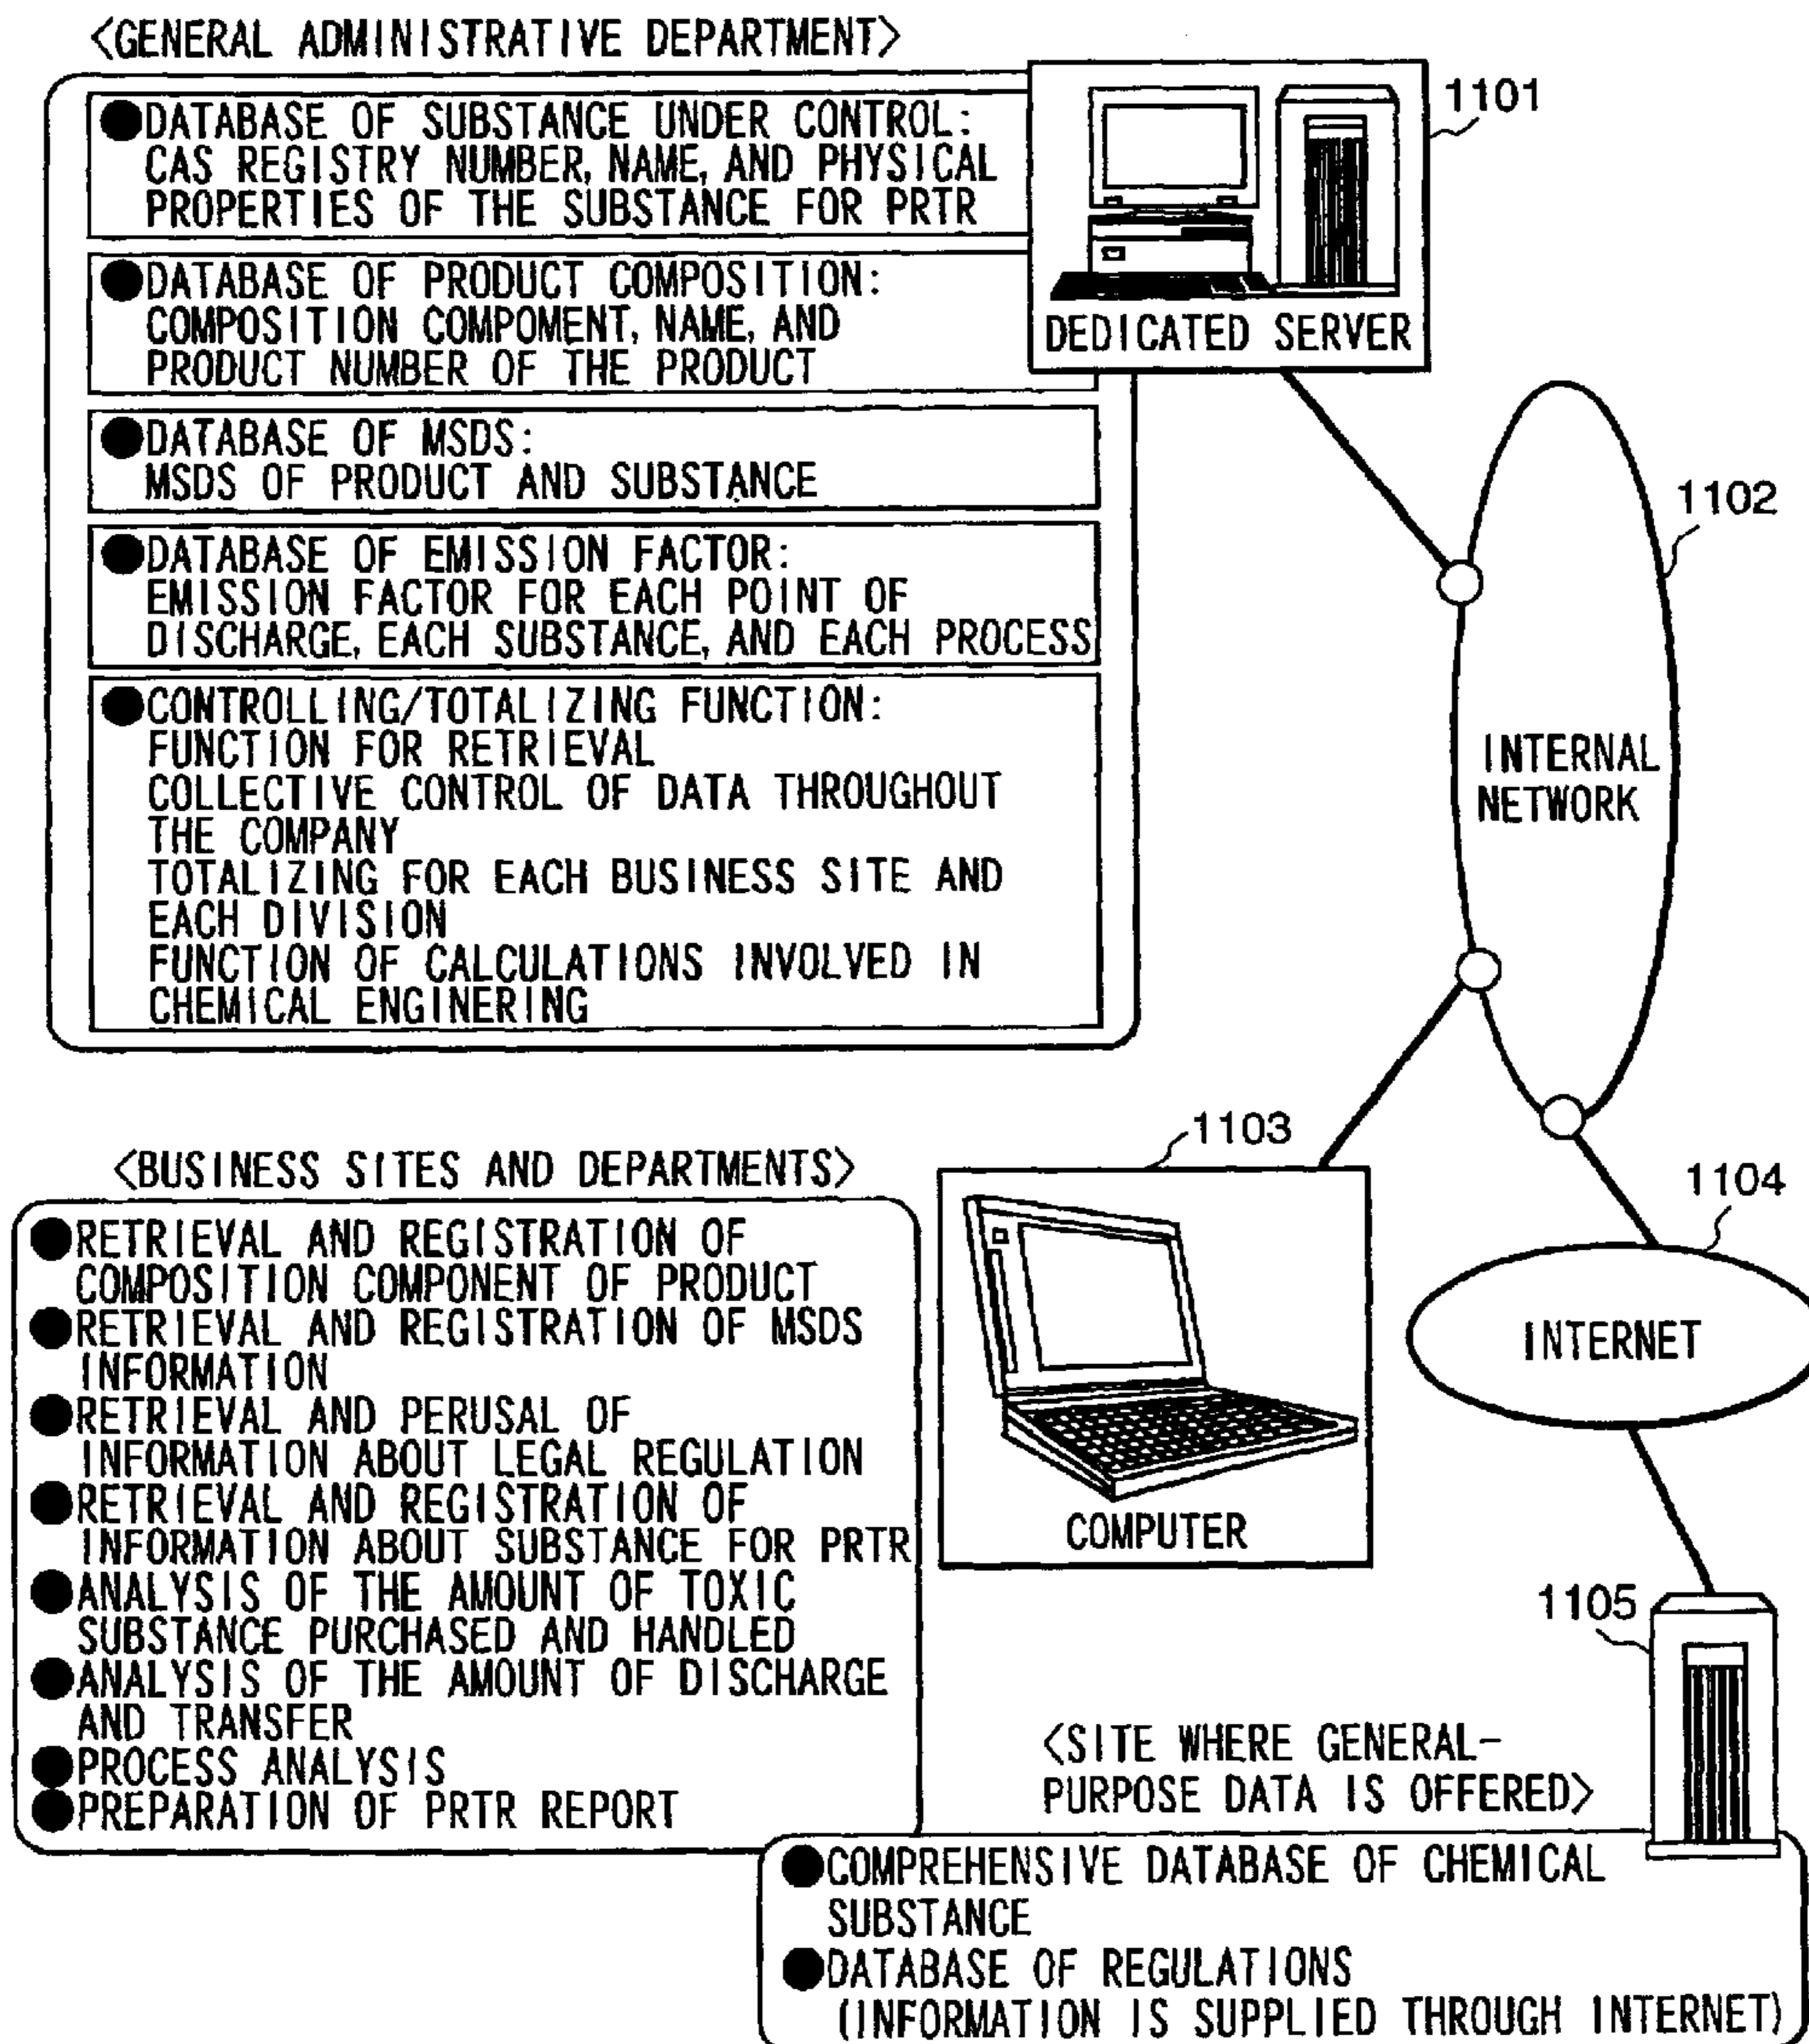 <GENERAL ADMINISTRATIVE DEPARTMENT>
●DATABASE OF SUBSTANCE UNDER CONTROL:
CAS REGISTRY NUMBER, NAME, AND PHYSICAL
PROPERTIES OF THE SUBSTANCE FOR PRTR
●DATABASE OF PRODUCT COMPOSITION:
COMPOSITION COMPOMENT, NAME, AND
PRODUCT NUMBER OF THE PRODUCT
●DATABASE OF MSDS:
MSDS OF PRODUCT AND SUBSTANCE
●DATABASE OF EMISSION FACTOR:
EMISSION FACTOR FOR EACH POINT OF
DISCHARGE, EACH SUBSTANCE, AND EACH PROCESS
●CONTROLLING/TOTALIZING FUNCTION:
FUNCTION FOR RETRIEVAL
COLLECTIVE CONTROL OF DATA THROUGHOUT
THE COMPANY
TOTALIZING FOR EACH BUSINESS SITE AND
EACH DIVISION
FUNCTION OF CALCULATIONS INVOLVED IN
CHEMICAL ENGINERING
1101
DEDICATED SERVER
1102
INTERNAL
NETWORK
1103
COMPUTER
1104
INTERNET
1105
<BUSINESS SITES AND DEPARTMENTS>
●RETRIEVAL AND REGISTRATION OF
COMPOSITION COMPONENT OF PRODUCT
●RETRIEVAL AND REGISTRATION OF MSDS
INFORMATION
●RETRIEVAL AND PERUSAL OF
INFORMATION ABOUT LEGAL REGULATION
●RETRIEVAL AND REGISTRATION OF
INFORMATION ABOUT SUBSTANCE FOR PRTR
●ANALYSIS OF THE AMOUNT OF TOXIC
SUBSTANCE PURCHASED AND HANDLED
●ANALYSIS OF THE AMOUNT OF DISCHARGE
AND TRANSFER
●PROCESS ANALYSIS
●PREPARATION OF PRTR REPORT
<SITE WHERE GENERAL-
PURPOSE DATA IS OFFERED>
●COMPREHENSIVE DATABASE OF CHEMICAL
SUBSTANCE
●DATABASE OF REGULATIONS
(INFORMATION IS SUPPLIED THROUGH INTERNET)